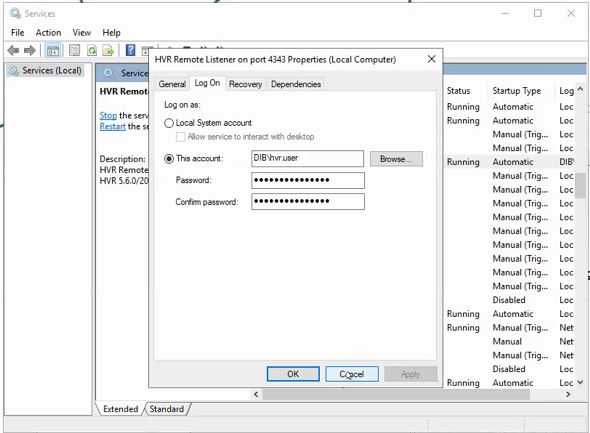 Services
File Action View Help
Services (Local)
Service
HVR Remote
Stop the serv
Restart the se
Description:
HVR Remote
HVR 5.6.0/20
HVR Remote Listener on port 4343 Properties (Local Computer)
General Log On Recovery Dependencies
Log on as:
Local System account
Allow service to interact with desktop
This account: DIB\hvr.user Browse...
Password: •••••••••••••••
Confirm password: •••••••••••••••
OK Cancel Apply
Status Startup Type Log
Running Automatic Loc
Running Automatic Loc
Manual (Trig... Loc
Manual (Trig... Loc
Running Automatic DIB\
Manual (Trig... Loc
Manual (Trig... Loc
Manual (Trig... Loc
Manual (Trig... Loc
Manual (Trig... Loc
Manual (Trig... Loc
Manual (Trig... Loc
Manual (Trig... Loc
Manual (Trig... Loc
Disabled Loc
Running Automatic Loc
Running Manual (Trig... Net
Manual Net
Manual (Trig... Loc
Disabled Loc
Running Automatic Loc
Extended Standard